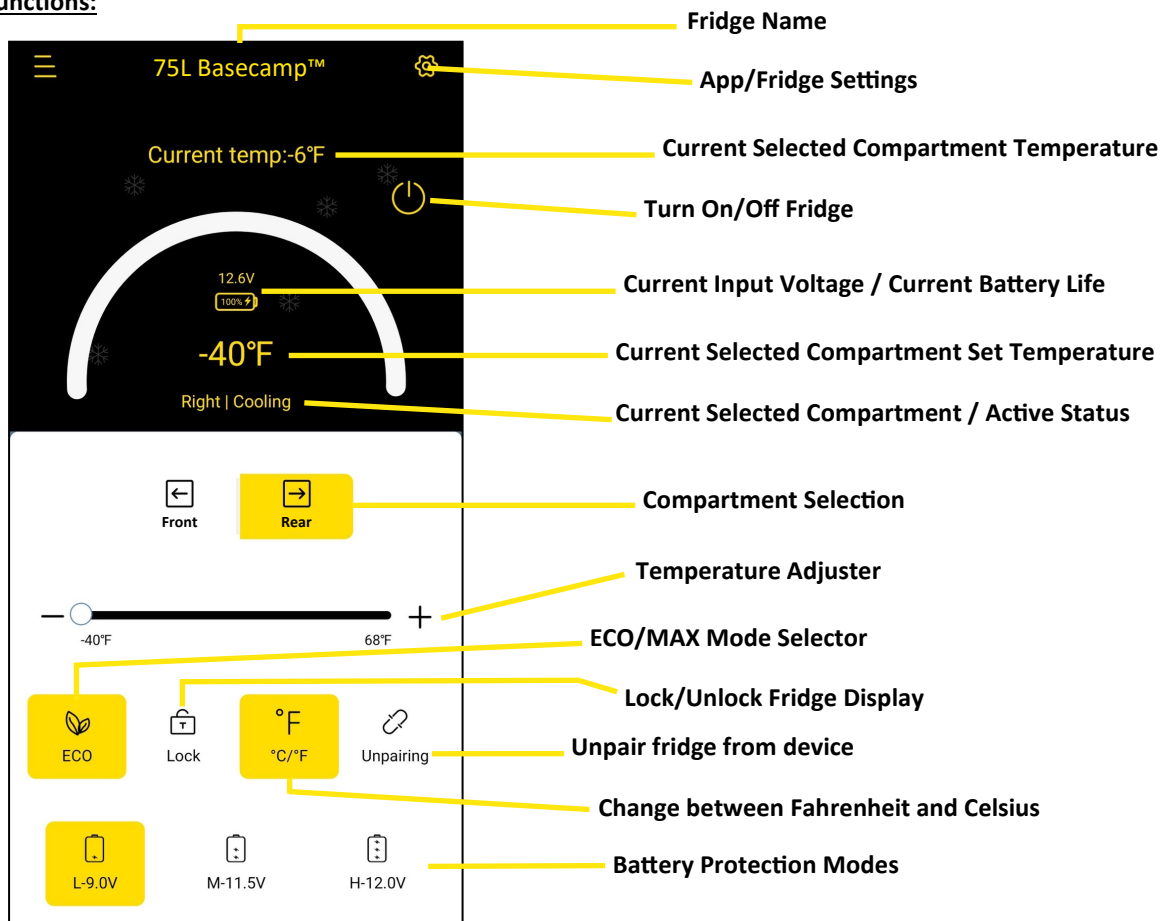 unctions:
Fridge Name
75L Basecamp™
App/Fridge Settings
Current temp:-6°F
Current Selected Compartment Temperature
Turn On/Off Fridge
12.6V
100%
Current Input Voltage / Current Battery Life
-40°F
Current Selected Compartment Set Temperature
Right | Cooling
Current Selected Compartment / Active Status
Front
Rear
Compartment Selection
Temperature Adjuster
-40°F
68°F
ECO/MAX Mode Selector
Lock/Unlock Fridge Display
°F
T
ECO
Lock
°C/°F
Unpairing
Unpair fridge from device
Change between Fahrenheit and Celsius
Battery Protection Modes
L-9.0V
M-11.5V
H-12.0V